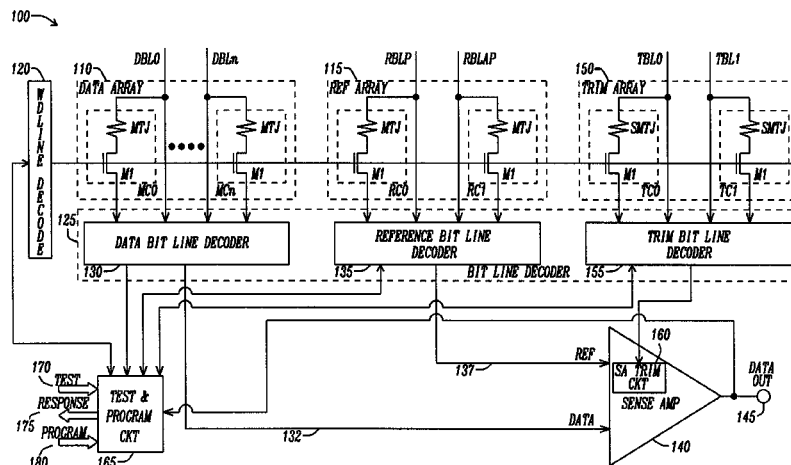 100
120
WDLINE DECODE
110
DBL0
DBLn
DATA ARRAY
MTJ
MTJ
M1
M1
MC0
MCn
115
RBLP
RBLAP
REF ARRAY
MTJ
MTJ
M1
M1
RC0
RC1
150
TBL0
TBL1
TRIM ARRAY
SMTJ
SMTJ
M1
M1
TC0
TC1
125
DATA BIT LINE DECODER
130
REFERENCE BIT LINE
DECODER
135
BIT LINE DECODER
TRIM BIT LINE
DECODER
155
170
TEST
RESPONSE
175
PROGRAM
180
TEST &
PROGRAM
CKT
165
132
137
REF
DATA
160
SA TRIM
CKT
SENSE AMP
140
DATA
OUT
145